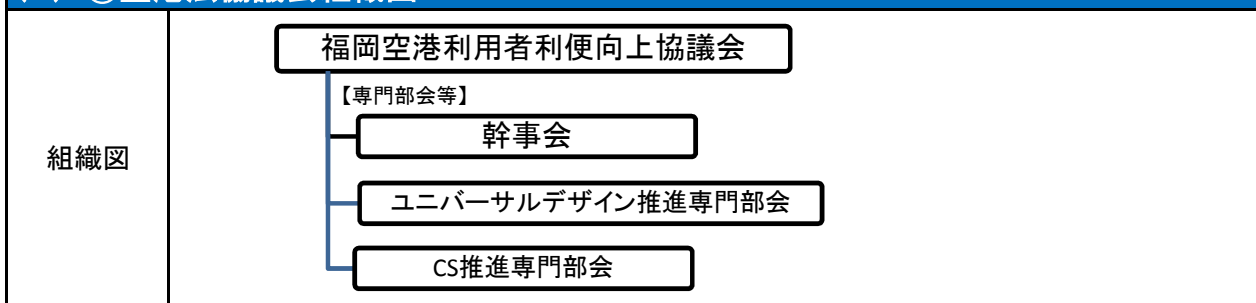 福岡空港利用者利便向上協議会
【専門部会等】
幹事会
組織図
ユニバーサルデザイン推進専門部会
CS推進専門部会